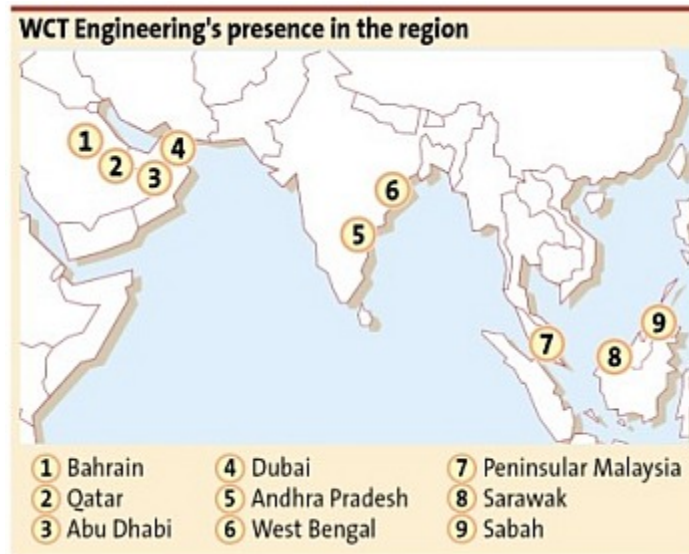 WCT Engineering's presence in the region
1
2
3
4
5
6
7
8
9
1 Bahrain
2 Qatar
3 Abu Dhabi
4 Dubai
5 Andhra Pradesh
6 West Bengal
7 Peninsular Malaysia
8 Sarawak
9 Sabah